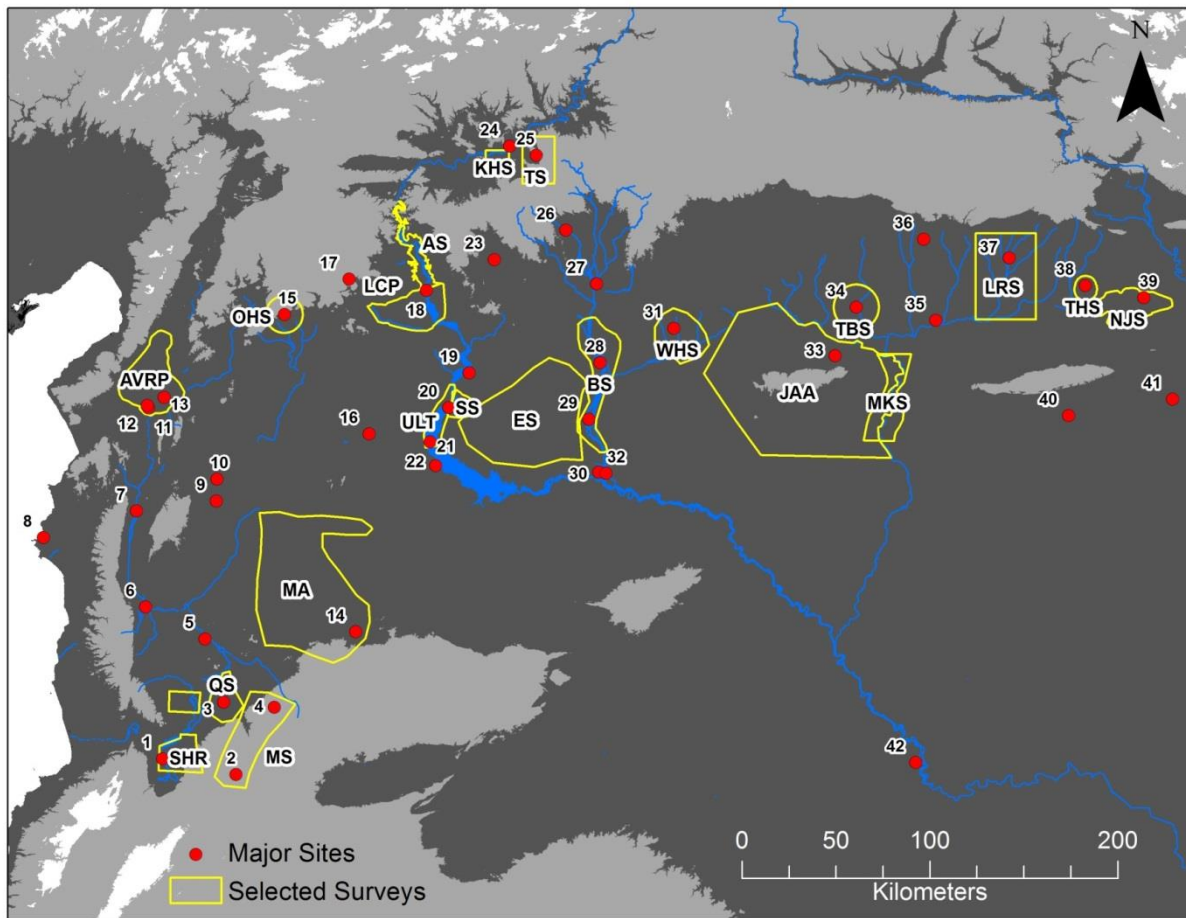 N
24
25
KHS
TS
26
36
AS
23
37
17
27
38
39
LCP
LRS
15
18
34
THS
OHS
31
35
NJS
TBS
28
WHS
33
19
AVRP
BS
41
20
JAA
SS
MKS
12
13
29
40
11
16
ULT
ES
21
22
30
32
10
9
7
8
MA
6
14
5
QS
3
4
1
SHR
2
MS
42
Major Sites
Selected Surveys
0 50 100 200
Kilometers